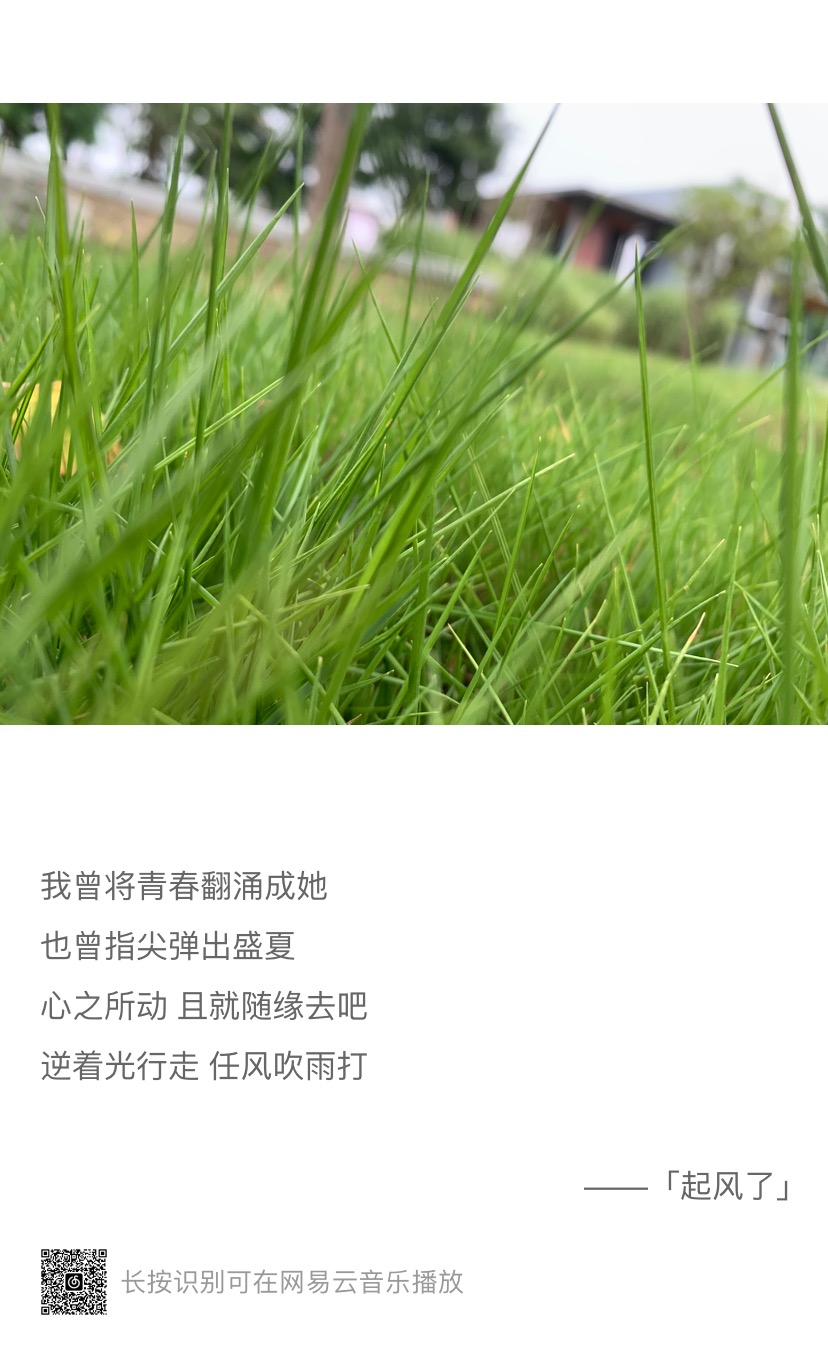 我曾将青春翻涌成她
也曾指尖弹出盛夏
心之所动 且就随缘去吧
逆着光行走 任风吹雨打
——「起风了」
长按识别可在网易云音乐播放